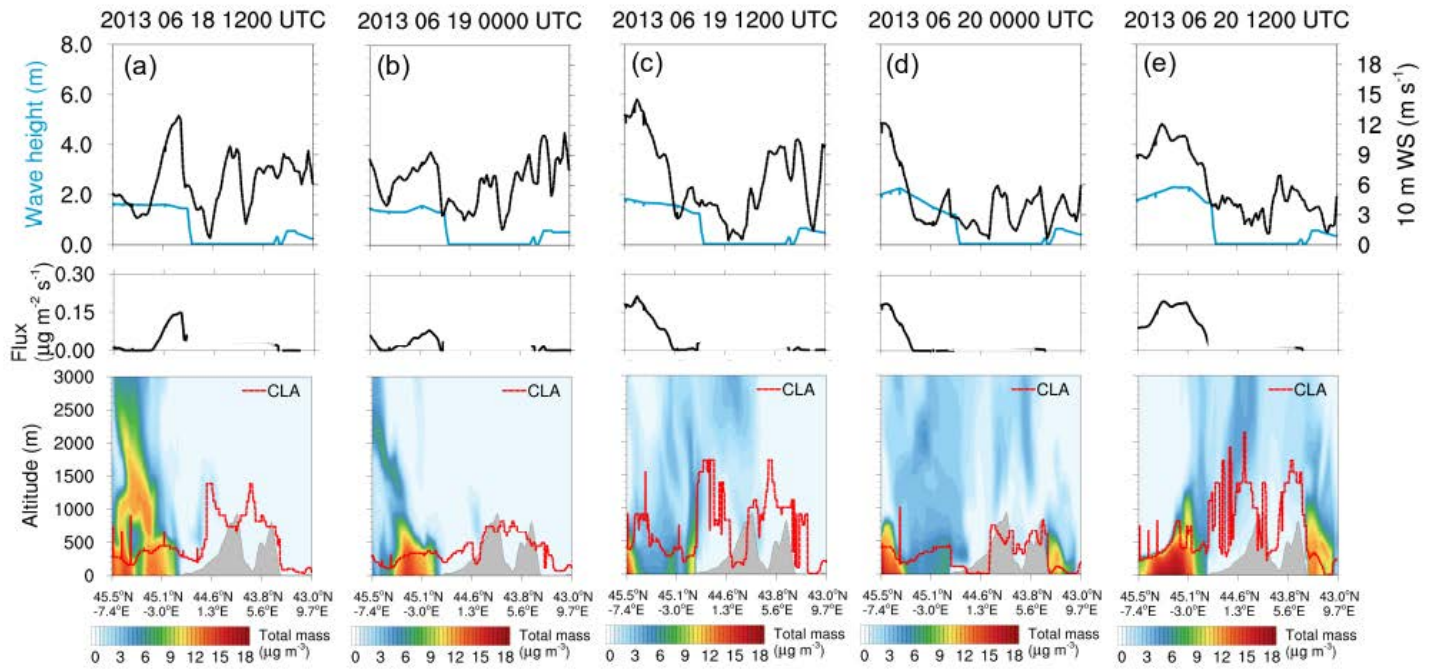 2013 06 18 1200 UTC
2013 06 19 0000 UTC
2013 06 19 1200 UTC
2013 06 20 0000 UTC
2013 06 20 1200 UTC
Wave height (m)
8.0
6.0
4.0
2.0
0.0
(a)
(b)
(c)
(d)
(e)
18
15
12
9
6
3
0
10 m WS (m s⁻¹)
Flux
(µg m⁻² s⁻¹)
0.30
0.15
0.00
Altitude (m)
3000
2500
2000
1500
1000
500
0
CLA
CLA
CLA
CLA
CLA
45.5°N 45.1°N 44.6°N 43.8°N 43.0°N
-7.4°E -3.0°E 1.3°E 5.6°E 9.7°E
45.5°N 45.1°N 44.6°N 43.8°N 43.0°N
-7.4°E -3.0°E 1.3°E 5.6°E 9.7°E
45.5°N 45.1°N 44.6°N 43.8°N 43.0°N
-7.4°E -3.0°E 1.3°E 5.6°E 9.7°E
45.5°N 45.1°N 44.6°N 43.8°N 43.0°N
-7.4°E -3.0°E 1.3°E 5.6°E 9.7°E
45.5°N 45.1°N 44.6°N 43.8°N 43.0°N
-7.4°E -3.0°E 1.3°E 5.6°E 9.7°E
0 3 6 9 12 15 18
Total mass
(µg m⁻³)
0 3 6 9 12 15 18
Total mass
(µg m⁻³)
0 3 6 9 12 15 18
Total mass
(µg m⁻³)
0 3 6 9 12 15 18
Total mass
(µg m⁻³)
0 3 6 9 12 15 18
Total mass
(µg m⁻³)